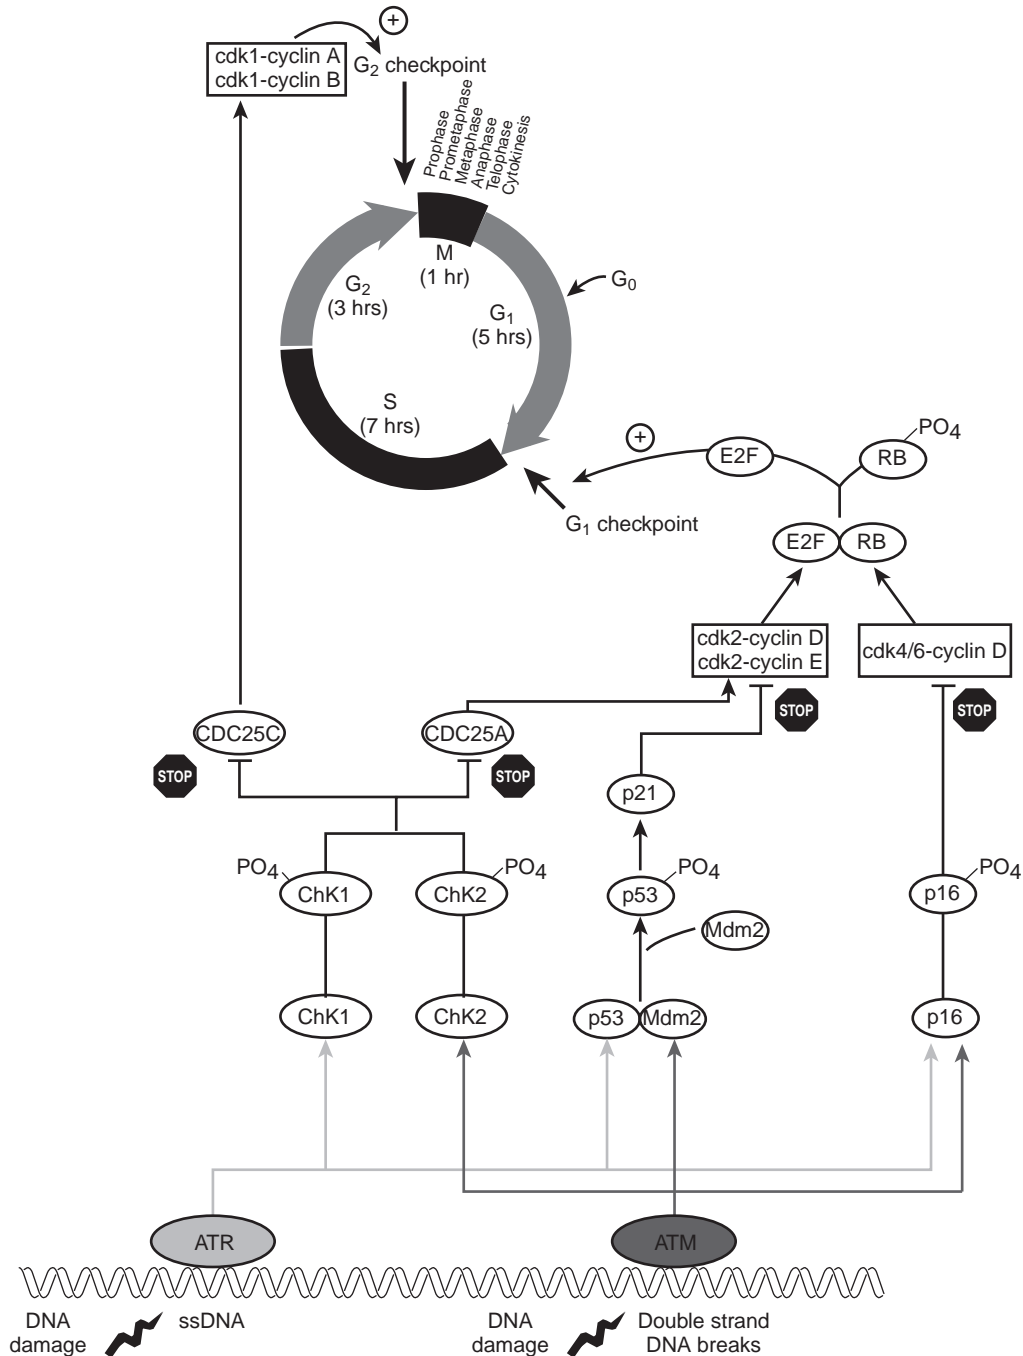 +
cdk1-cyclin A
cdk1-cyclin B
G2 checkpoint
Prophase
Prometaphase
Metaphase
Anaphase
Telophase
Cytokinesis
M
(1 hr)
G2
(3 hrs)
G0
G1
(5 hrs)
S
(7 hrs)
+
E2F
RB
PO4
G1 checkpoint
E2F
RB
cdk2-cyclin D
cdk2-cyclin E
cdk4/6-cyclin D
STOP
STOP
CDC25C
CDC25A
STOP
STOP
p21
PO4
ChK1
ChK2
PO4
p53
PO4
p16
PO4
Mdm2
ChK1
ChK2
p53
Mdm2
p16
ATR
ATM
DNA
damage
ssDNA
DNA
damage
Double strand
DNA breaks